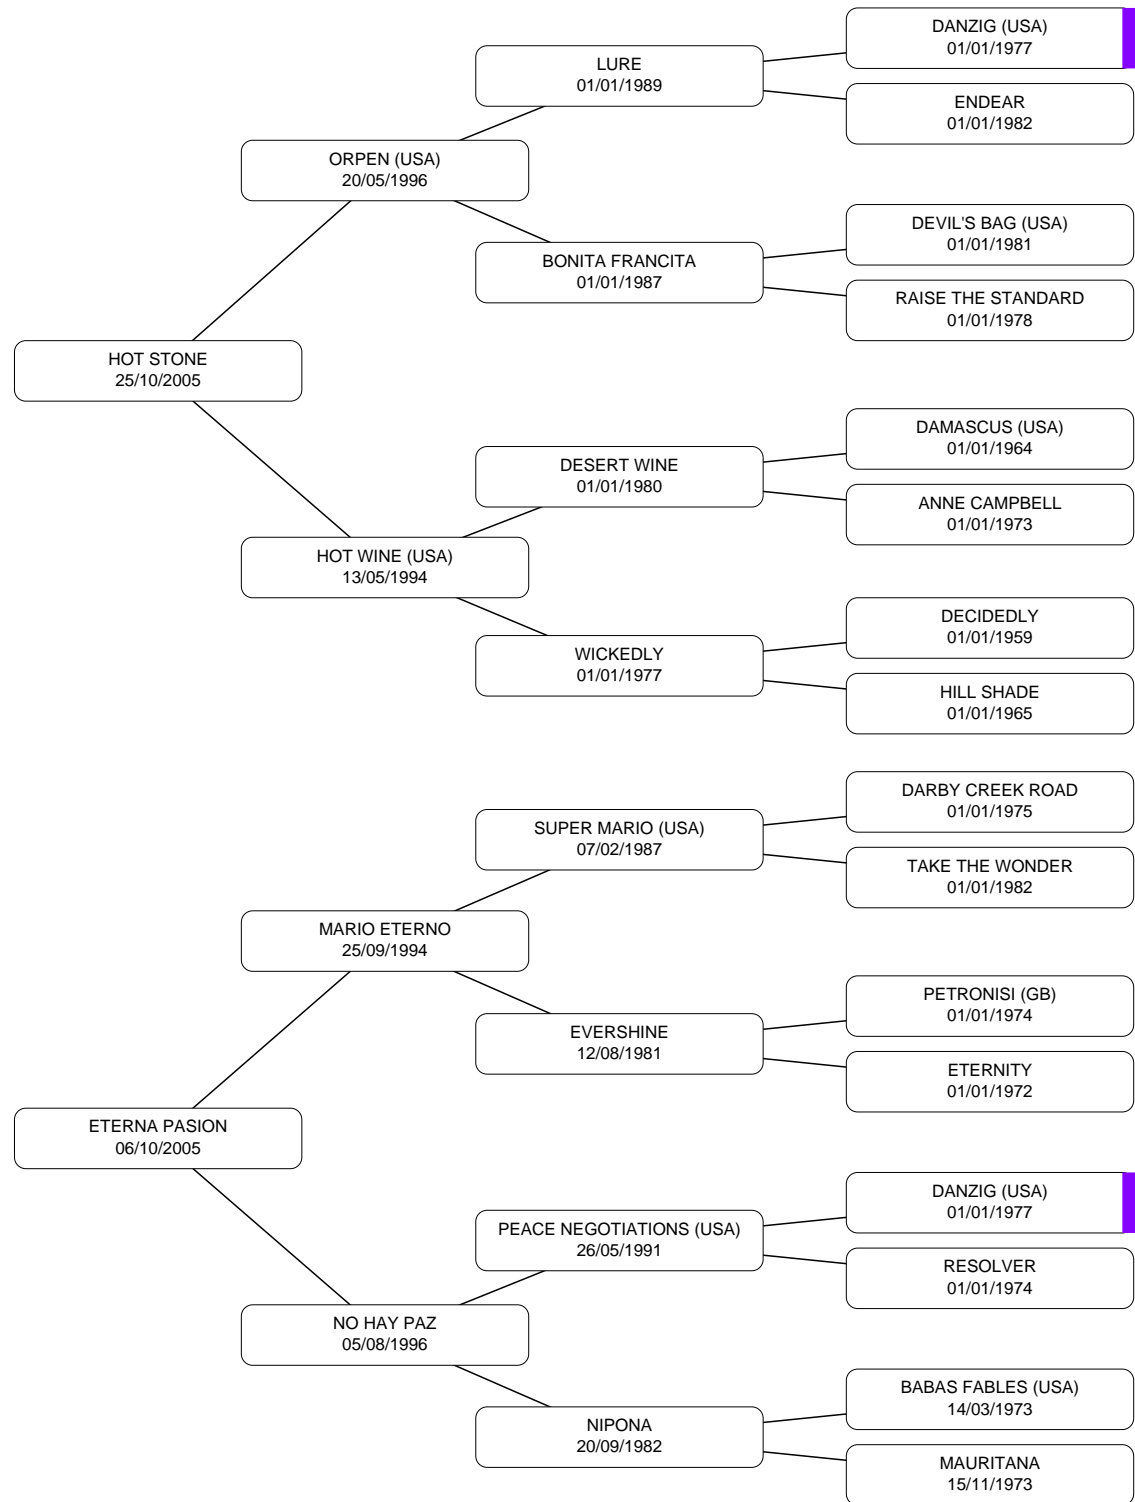 DANZIG (USA)
01/01/1977
LURE
01/01/1989
ENDEAR
01/01/1982
ORPEN (USA)
20/05/1996
DEVIL'S BAG (USA)
01/01/1981
BONITA FRANCITA
01/01/1987
RAISE THE STANDARD
01/01/1978
HOT STONE
25/10/2005
DAMASCUS (USA)
01/01/1964
DESERT WINE
01/01/1980
ANNE CAMPBELL
01/01/1973
HOT WINE (USA)
13/05/1994
DECIDEDLY
01/01/1959
WICKEDLY
01/01/1977
HILL SHADE
01/01/1965
DARBY CREEK ROAD
01/01/1975
SUPER MARIO (USA)
07/02/1987
TAKE THE WONDER
01/01/1982
MARIO ETERNO
25/09/1994
PETRONISI (GB)
01/01/1974
EVERSHINE
12/08/1981
ETERNITY
01/01/1972
ETERNA PASION
06/10/2005
DANZIG (USA)
01/01/1977
PEACE NEGOTIATIONS (USA)
26/05/1991
RESOLVER
01/01/1974
NO HAY PAZ
05/08/1996
BABAS FABLES (USA)
14/03/1973
NIPONA
20/09/1982
MAURITANA
15/11/1973